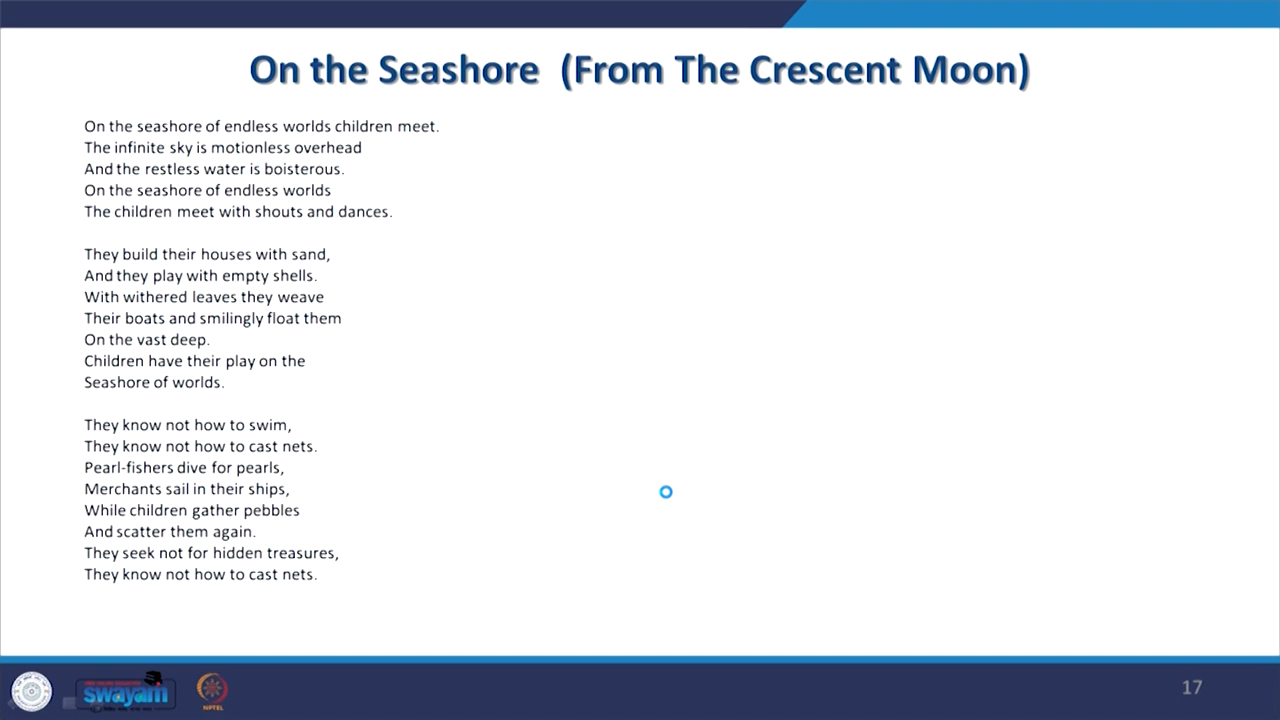 On the Seashore (From The Crescent Moon)
On the seashore of endless worlds children meet.
The infinite sky is motionless overhead
And the restless water is boisterous.
On the seashore of endless worlds
The children meet with shouts and dances.
They build their houses with sand,
And they play with empty shells.
With withered leaves they weave
Their boats and smilingly float them
On the vast deep.
Children have their play on the
Seashore of worlds.
They know not how to swim,
They know not how to cast nets.
Pearl-fishers dive for pearls,
Merchants sail in their ships,
While children gather pebbles
And scatter them again.
They seek not for hidden treasures,
They know not how to cast nets.
swayam
NPTEL
17